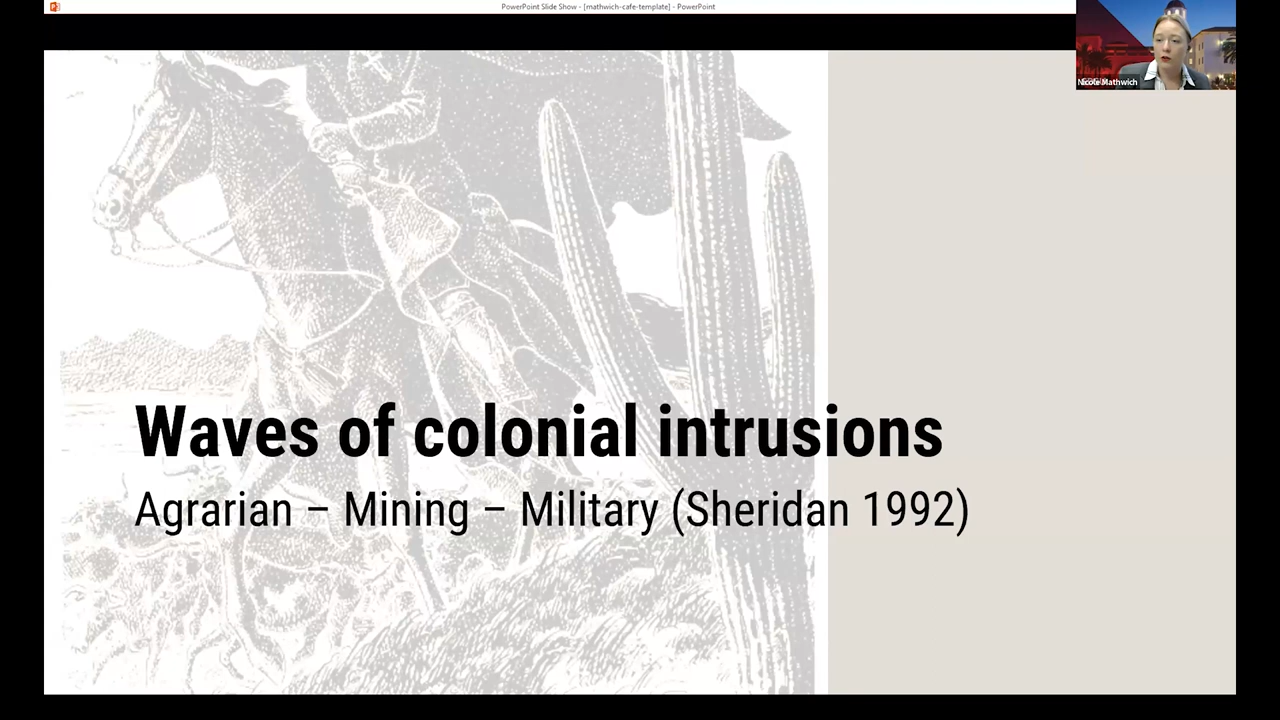 PowerPoint Slide Show - [mathwich-cafe-template] - PowerPoint
Nicole Mathwich
Waves of colonial intrusions
Agrarian – Mining – Military (Sheridan 1992)